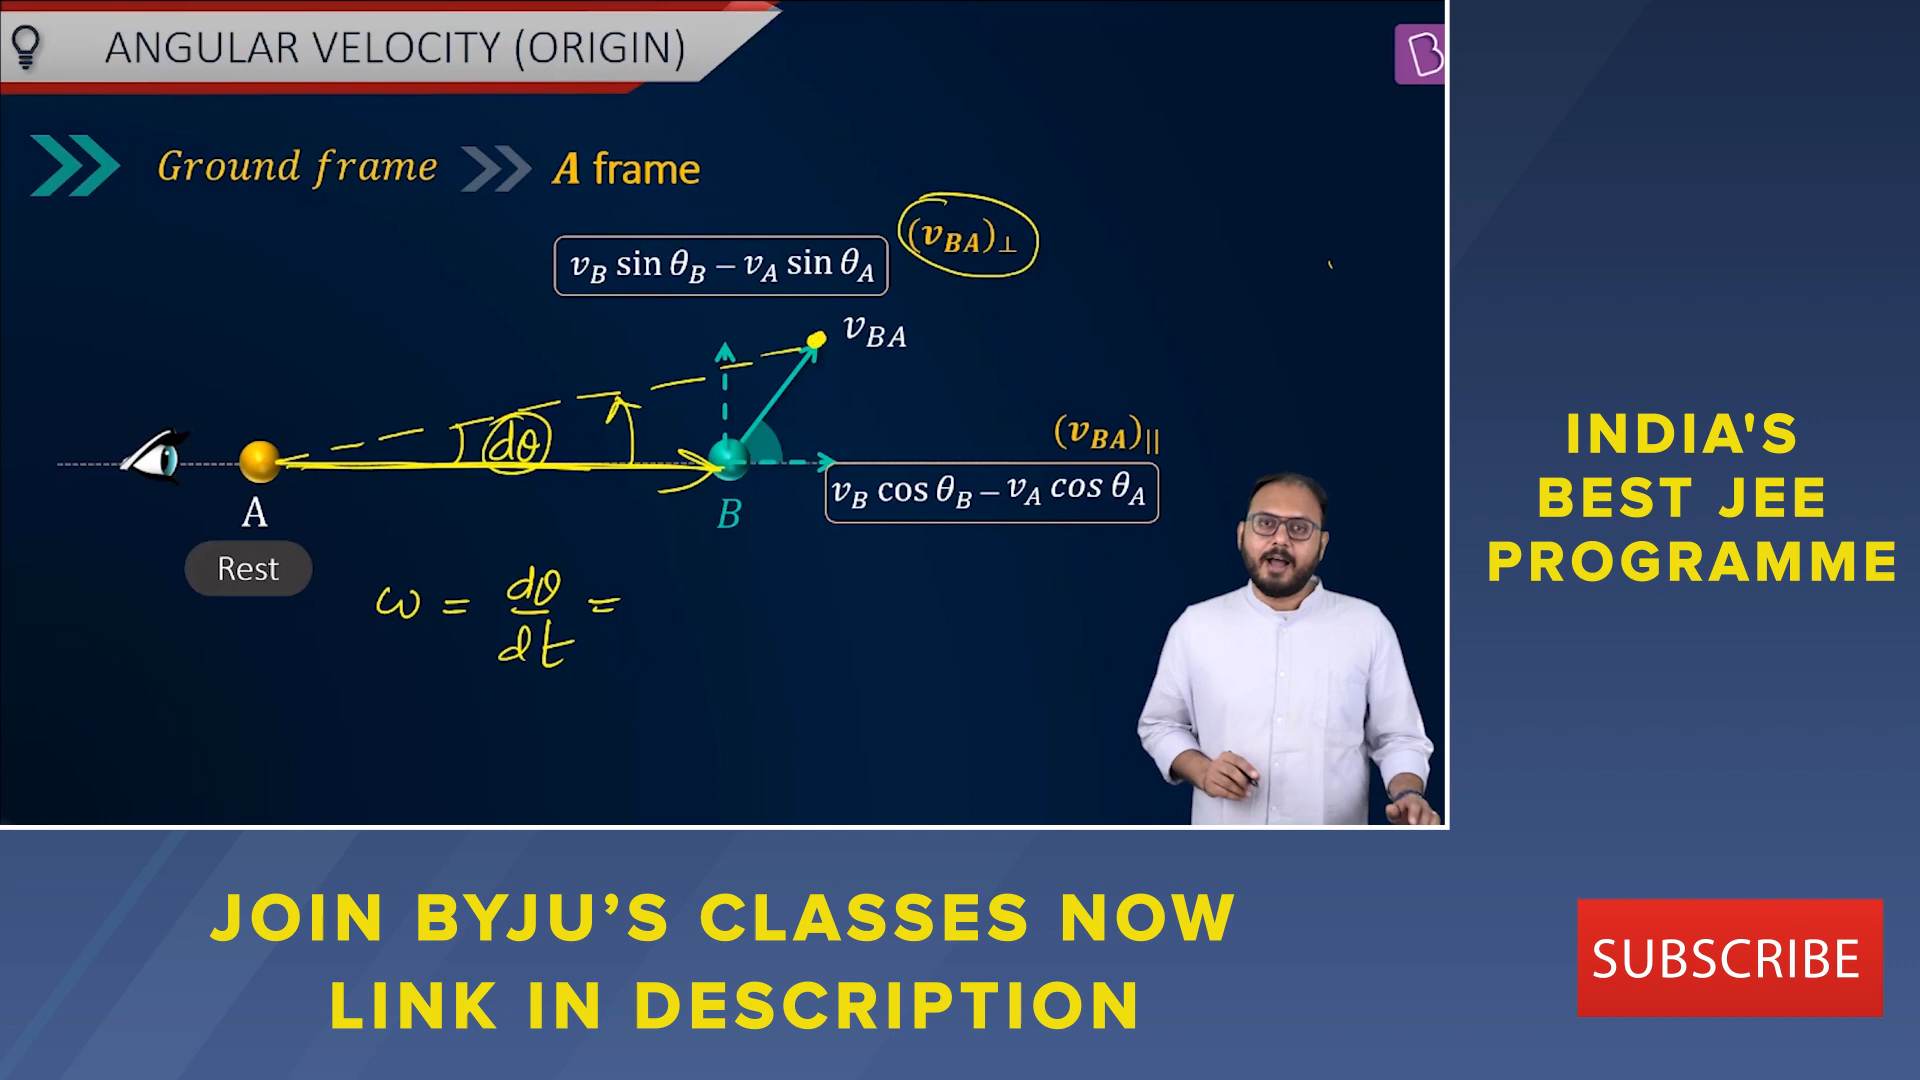 ANGULAR VELOCITY (ORIGIN)
B
Ground frame A frame
(v_BA)⊥
v_B sin θ_B – v_A sin θ_A
v_BA
dθ
(v_BA)||
v_B cos θ_B – v_A cos θ_A
A
B
Rest
ω = dθ/dt =
INDIA'S
BEST JEE
PROGRAMME
JOIN BYJU’S CLASSES NOW
LINK IN DESCRIPTION
SUBSCRIBE